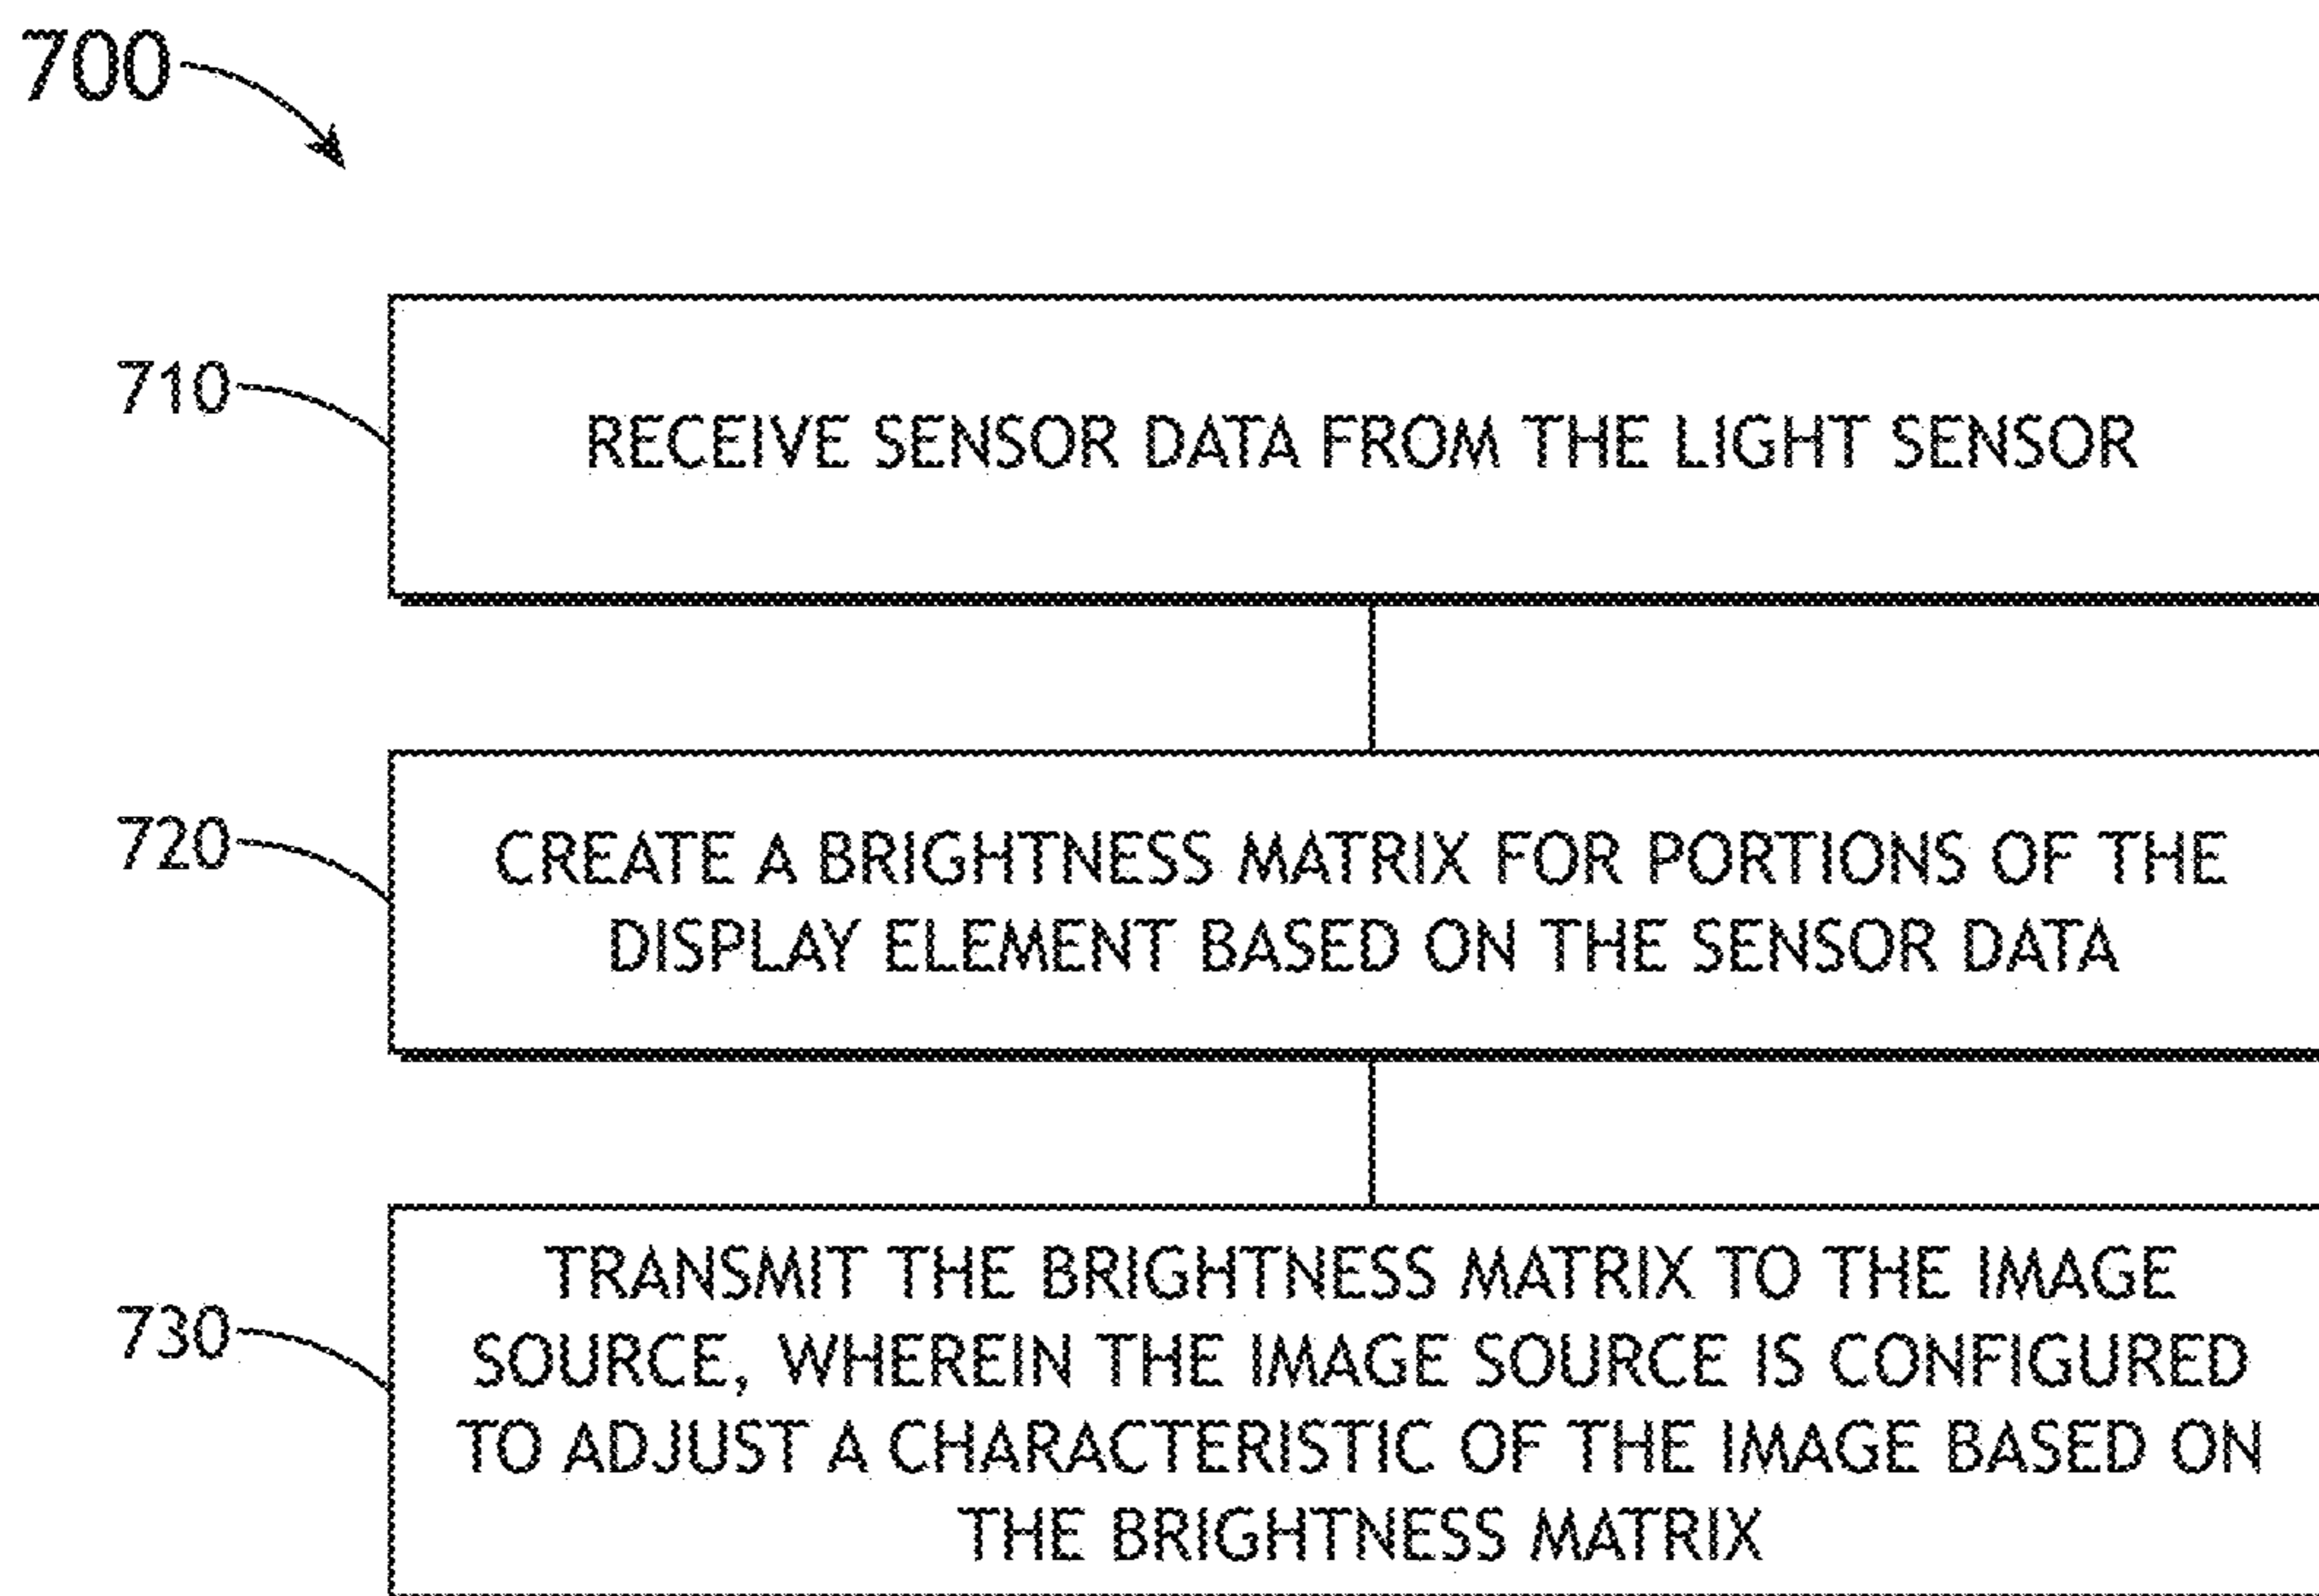 700
710
RECEIVE SENSOR DATA FROM THE LIGHT SENSOR
720
CREATE A BRIGHTNESS MATRIX FOR PORTIONS OF THE
DISPLAY ELEMENT BASED ON THE SENSOR DATA
730
TRANSMIT THE BRIGHTNESS MATRIX TO THE IMAGE
SOURCE, WHEREIN THE IMAGE SOURCE IS CONFIGURED
TO ADJUST A CHARACTERISTIC OF THE IMAGE BASED ON
THE BRIGHTNESS MATRIX